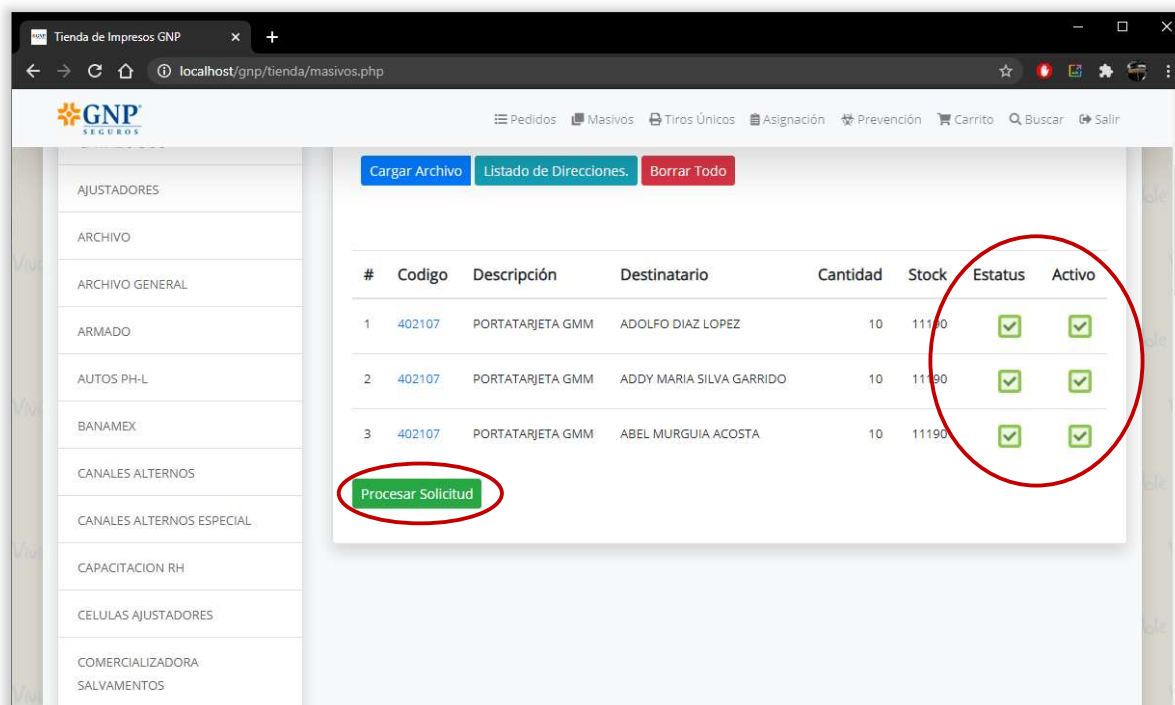 Tienda de Impresos GNP
localhost/gnp/tienda/masivos.php
GNP
SEGUROS
Pedidos Masivos Tiros Únicos Asignación Prevención Carrito Buscar Salir
Cargar Archivo Listado de Direcciones. Borrar Todo
AJUSTADORES
ARCHIVO
ARCHIVO GENERAL
ARMADO
AUTOS PH-L
BANAMEX
CANALES ALTERNOS
CANALES ALTERNOS ESPECIAL
CAPACITACION RH
CELULAS AJUSTADORES
COMERCIALIZADORA
SALVAMENTOS
# Codigo Descripción Destinatario Cantidad Stock Estatus Activo
1 402107 PORTATARJETA GMM ADOLFO DIAZ LOPEZ 10 11190
2 402107 PORTATARJETA GMM ADDY MARIA SILVA GARRIDO 10 11190
3 402107 PORTATARJETA GMM ABEL MURGUIA ACOSTA 10 11190
Procesar Solicitud